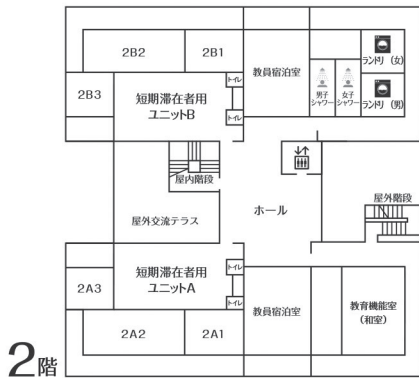 2B2
2B1
トイレ
教員宿泊室
男子
シャワー
女子
シャワー
ランドリ（女）
2B3
短期滞在者用
ユニットB
トイレ
ランドリ（男）
屋内階段
屋外交流テラス
ホール
屋外階段
2A3
短期滞在者用
ユニットA
トイレ
トイレ
2A2
2A1
教員宿泊室
教育機能室
（和室）
2階